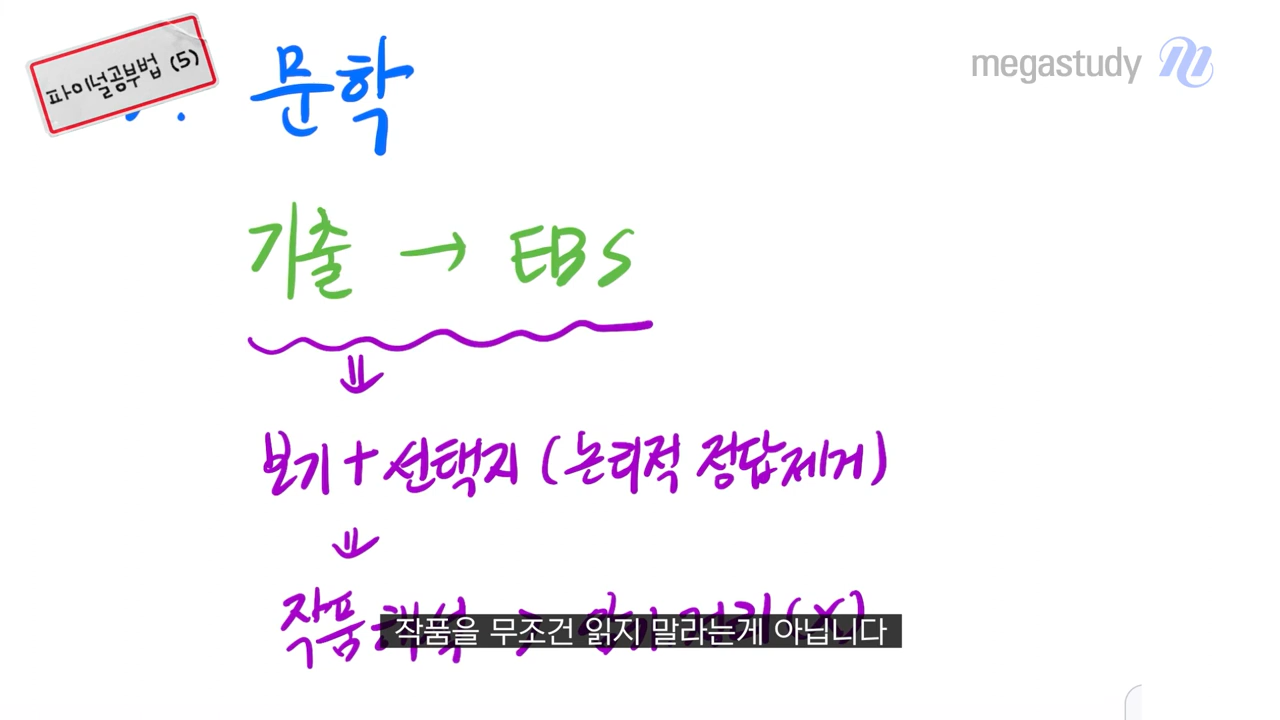 파이널공부법 (5)
문학
megastudy
기출 → EBS
보기 + 선택지 (논리적 정답제거)
작품
작품을 무조건 읽지 말라는게 아닙니다